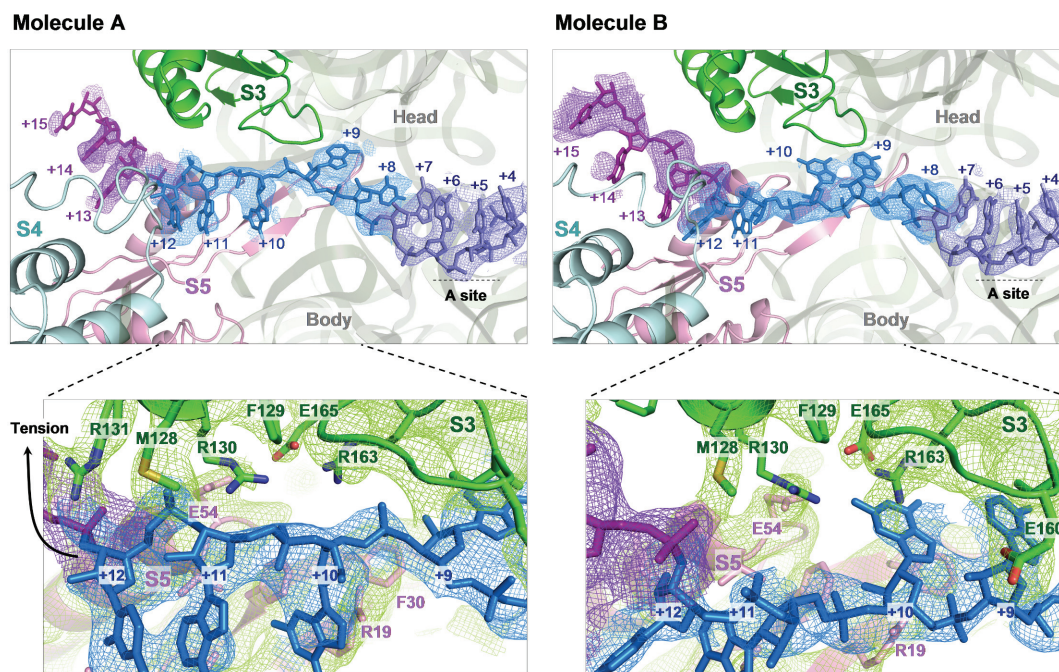 Molecule A
S3
Head
+15
+14
+13
+12
+11
+10
+9
+8
+7
+6
+5
+4
S4
S5
A site
Body
Molecule B
S3
Head
+15
+14
+13
+12
+11
+10
+9
+8
+7
+6
+5
+4
S4
S5
A site
Body
Tension
R131
M128
R130
F129
E165
R163
S3
E54
S5
+12
+11
+10
+9
F30
R19
M128
R130
F129
E165
R163
S3
E54
E160
S5
+12
+11
+10
+9
R19